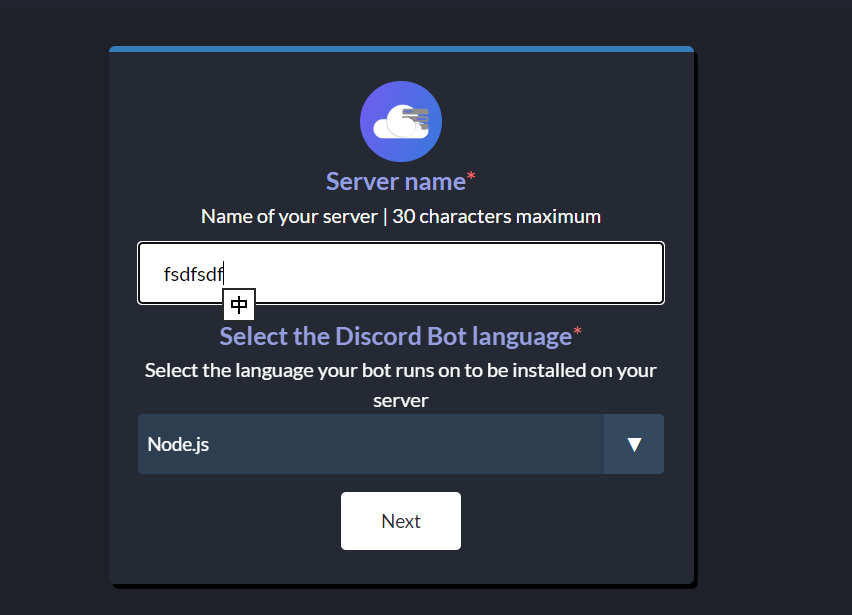 Server name*
Name of your server | 30 characters maximum
fsdfsdf
中
Select the Discord Bot language*
Select the language your bot runs on to be installed on your
server
Node.js ▼
Next